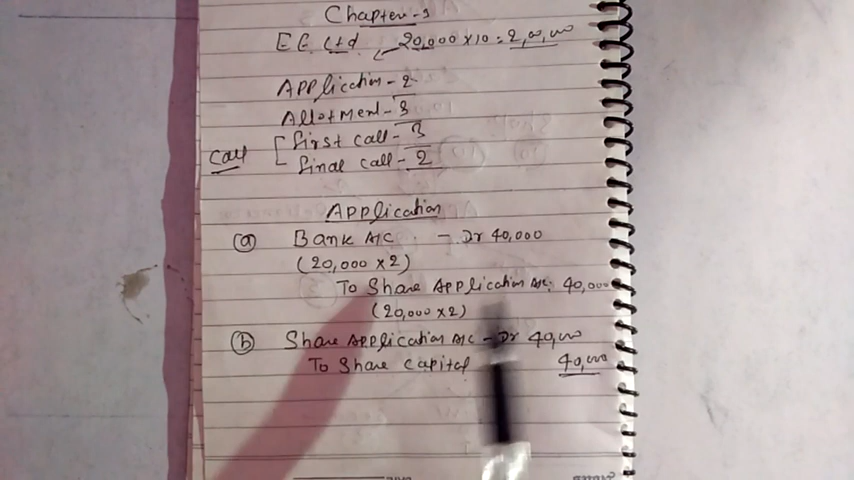 Chapter-3
EE Ltd 20,000 × 10 = 2,00,000
Application - 2
Allotment - 3
Call [ first call - 3
final call - 2
Application
(a) Bank A/C - Dr 40,000
(20,000 × 2)
To Share Application A/c. 40,000
(20,000 × 2)
(b) Share Application A/C - Dr 40,000
To Share Capital 40,000